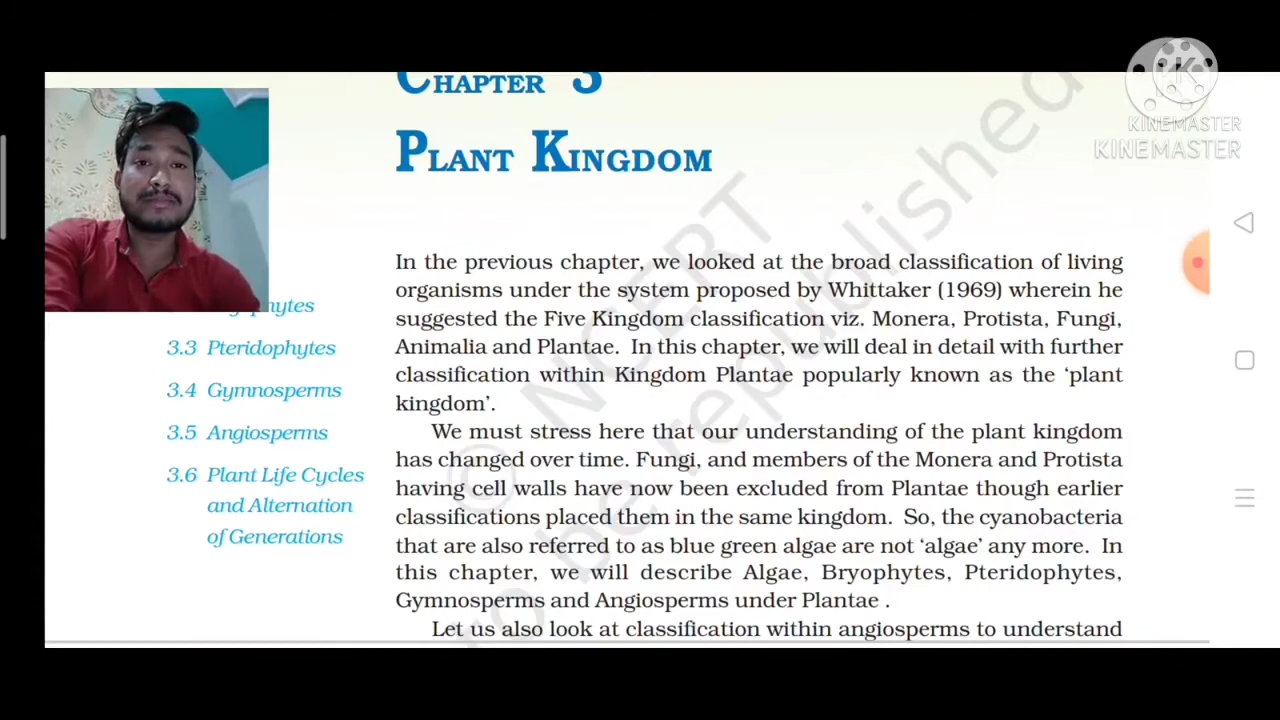 CHAPTER 3
PLANT KINGDOM
KINEMASTER
KINEMASTER
3.3 Pteridophytes
3.4 Gymnosperms
3.5 Angiosperms
3.6 Plant Life Cycles
and Alternation
of Generations
In the previous chapter, we looked at the broad classification of living
organisms under the system proposed by Whittaker (1969) wherein he
suggested the Five Kingdom classification viz. Monera, Protista, Fungi,
Animalia and Plantae. In this chapter, we will deal in detail with further
classification within Kingdom Plantae popularly known as the ‘plant
kingdom’.
We must stress here that our understanding of the plant kingdom
has changed over time. Fungi, and members of the Monera and Protista
having cell walls have now been excluded from Plantae though earlier
classifications placed them in the same kingdom. So, the cyanobacteria
that are also referred to as blue green algae are not ‘algae’ any more. In
this chapter, we will describe Algae, Bryophytes, Pteridophytes,
Gymnosperms and Angiosperms under Plantae .
Let us also look at classification within angiosperms to understand
© NCERT
to be republished